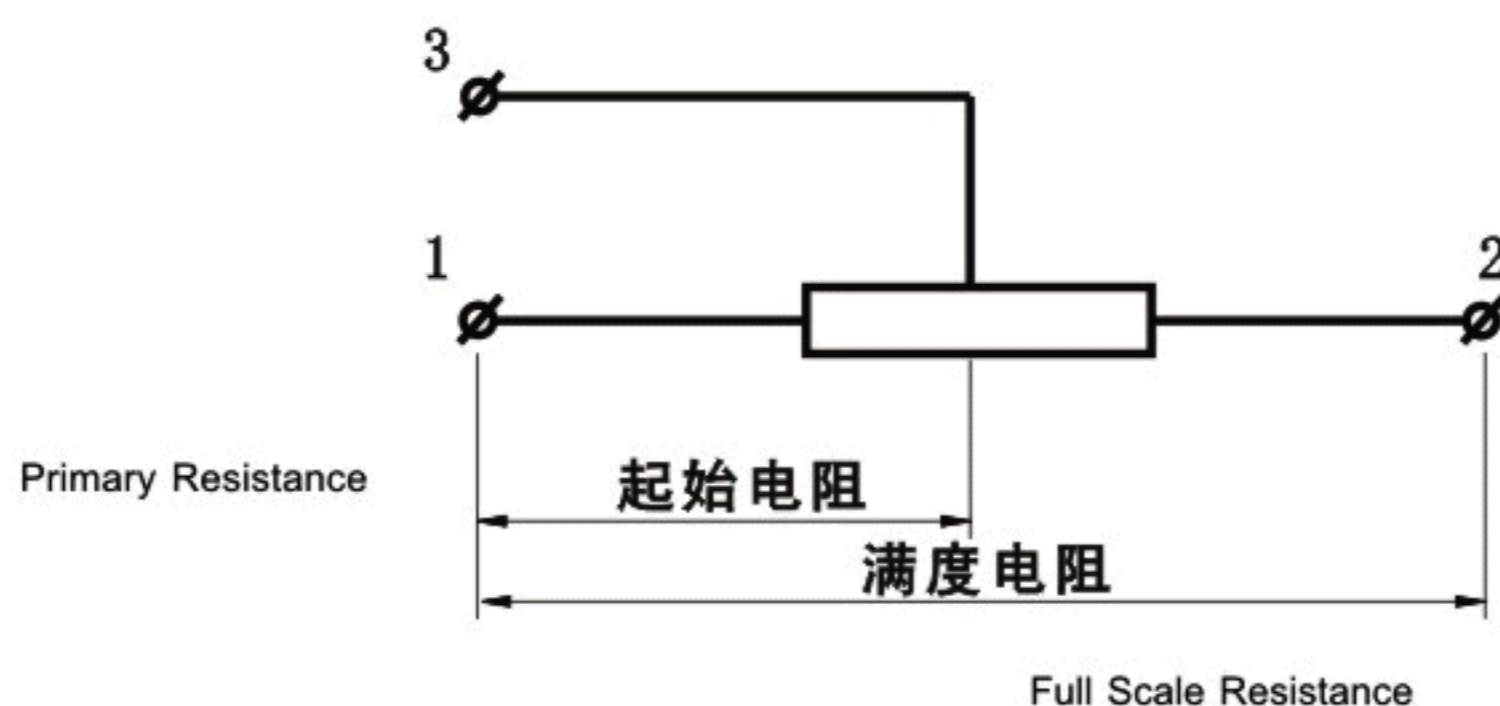 3
1
2
Primary Resistance
起始电阻
满度电阻
Full Scale Resistance